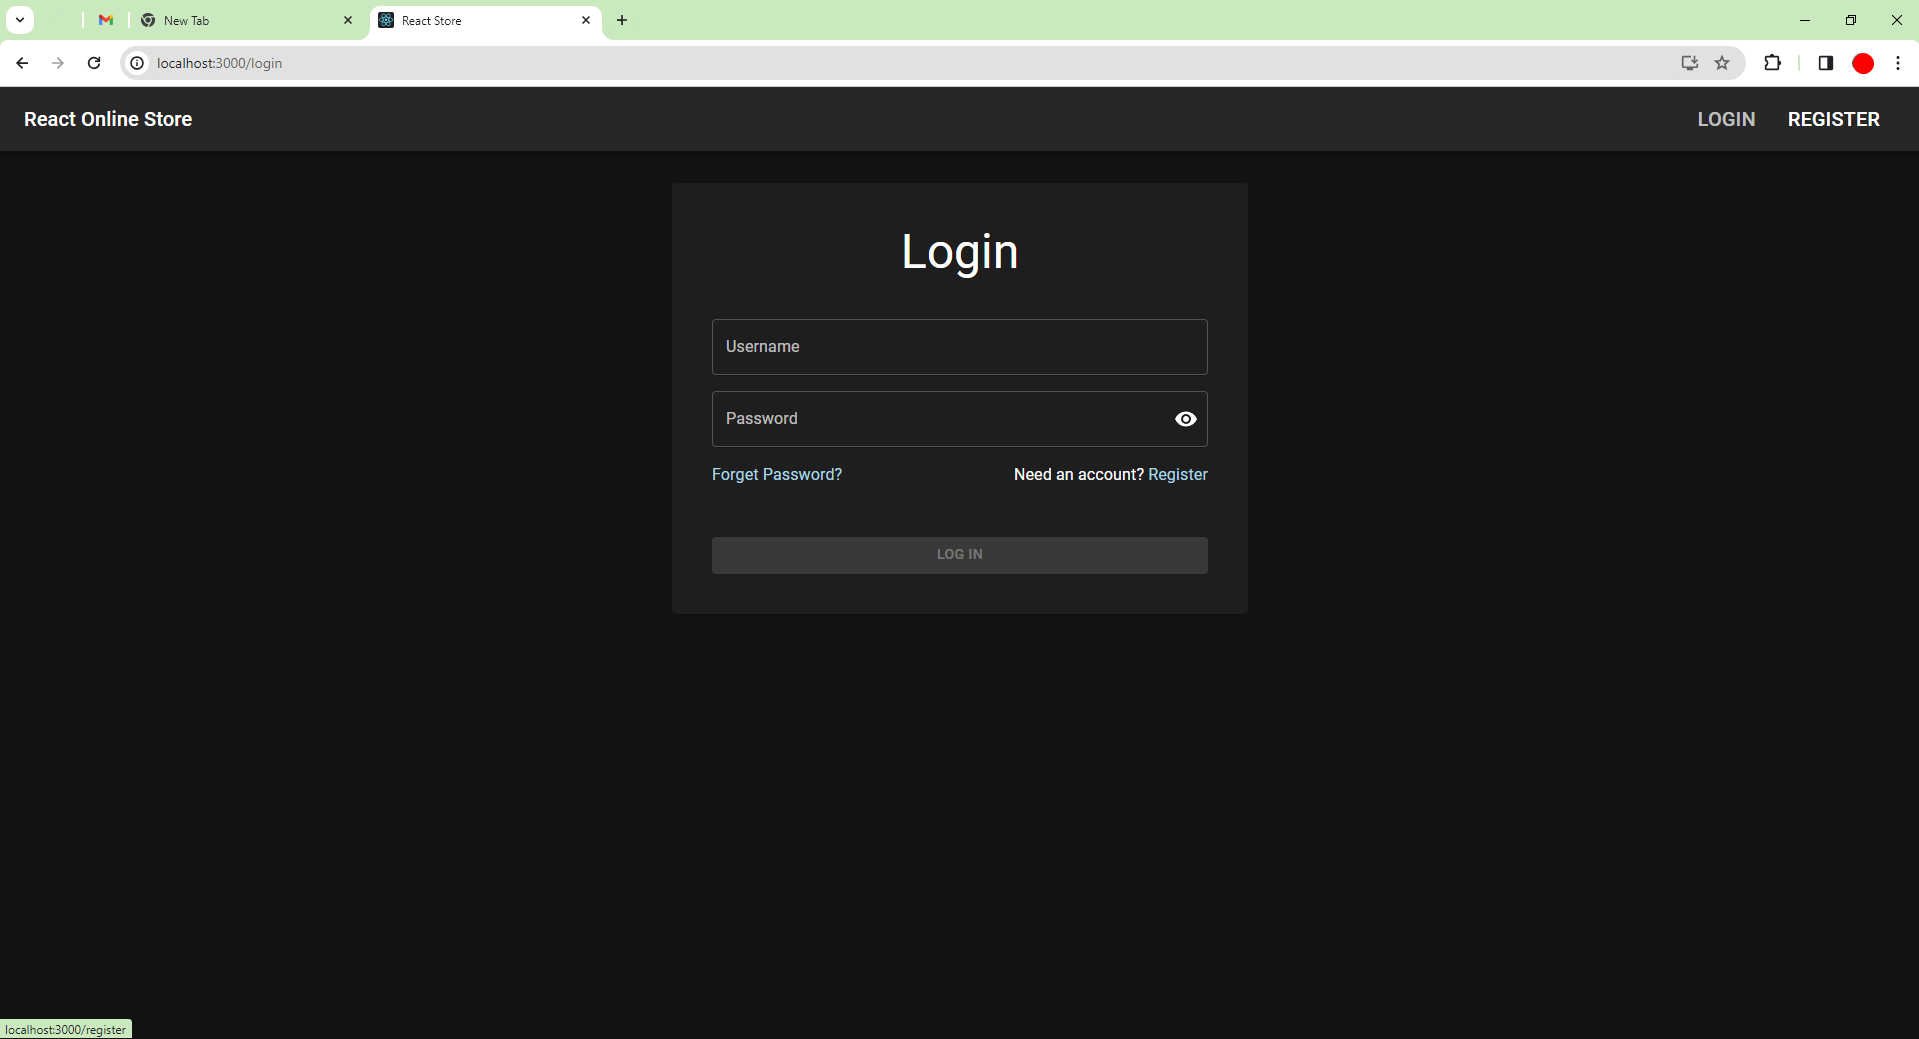 New Tab
React Store
localhost:3000/login
React Online Store
LOGIN REGISTER
Login
Username
Password
Forget Password?
Need an account? Register
LOG IN
localhost:3000/register